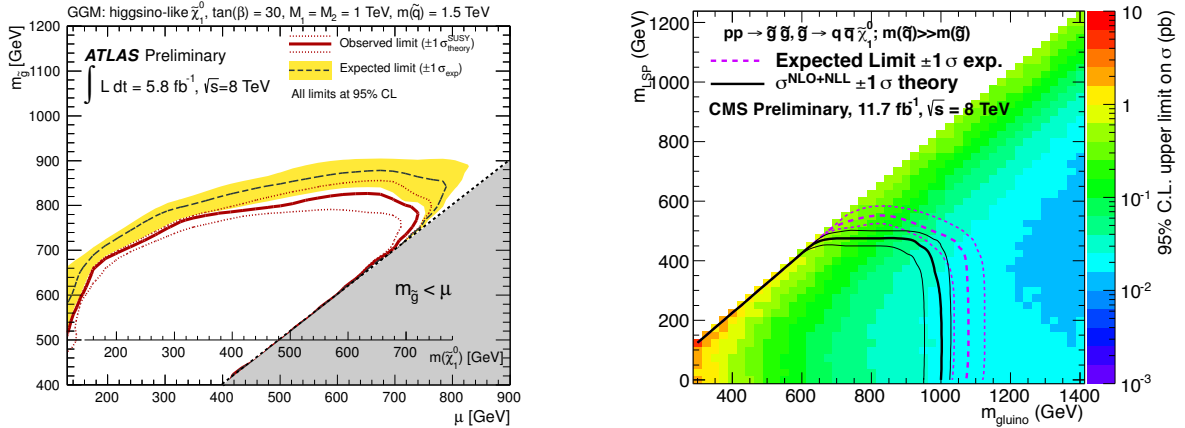 GGM: higgsino-like χ̃₁⁰, tan(β) = 30, M₁ = M₂ = 1 TeV, m(q̃) = 1.5 TeV
m_g̃ [GeV]
ATLAS Preliminary
∫ L dt = 5.8 fb⁻¹, √s=8 TeV
Observed limit (±1 σ_theory^SUSY)
Expected limit (±1 σ_exp)
All limits at 95% CL
1200
1100
1000
900
800
700
600
500
400
m_g̃ < μ
200 300 400 500 600 700
m(χ̃₁⁰) [GeV]
200 300 400 500 600 700 800 900
μ [GeV]
m_LSP (GeV)
pp → g̃ g̃, g̃ → q q̄ χ̃₁⁰; m(q̃)>>m(g̃)
Expected Limit ±1 σ exp.
σ^NLO+NLL ±1 σ theory
CMS Preliminary, 11.7 fb⁻¹, √s = 8 TeV
1200
1000
800
600
400
200
0
400 600 800 1000 1200 1400
m_gluino (GeV)
10
1
10⁻¹
10⁻²
10⁻³
95% C.L. upper limit on σ (pb)